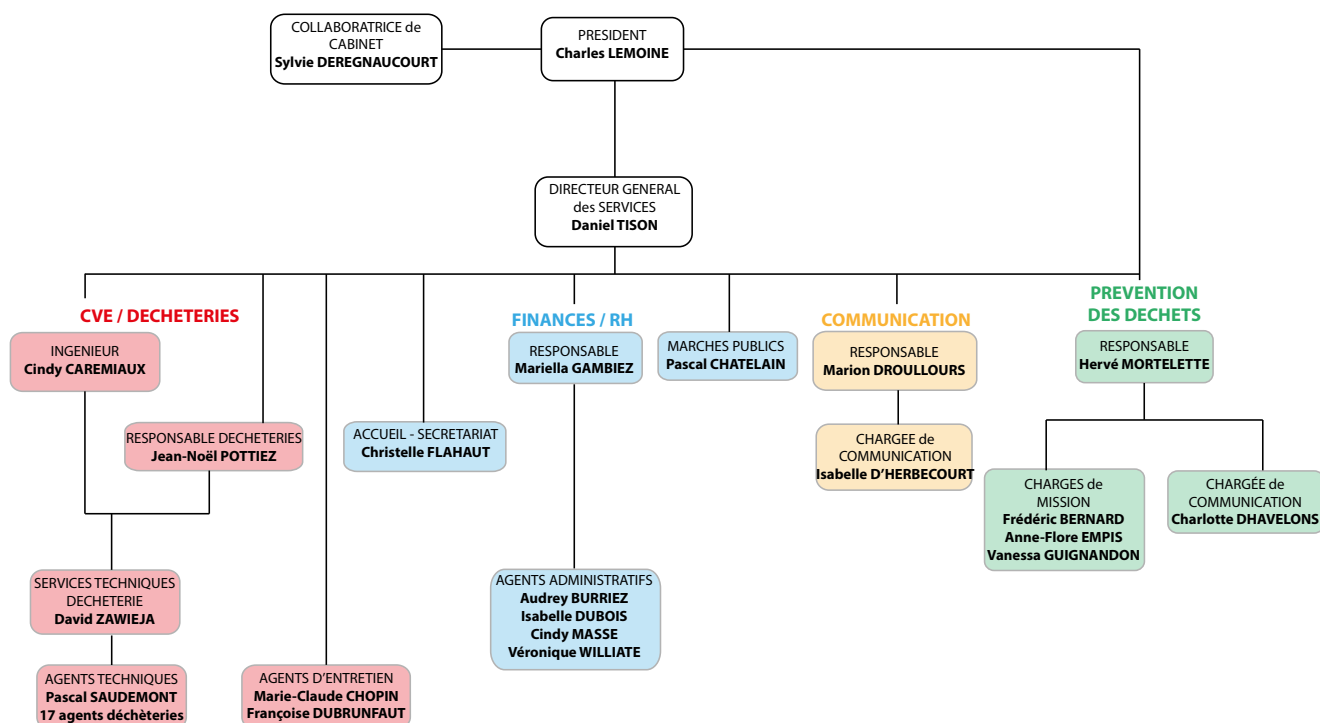 COLLABORATRICE de
CABINET
Sylvie DEREGNAUCOURT
PRESIDENT
Charles LEMOINE
DIRECTEUR GENERAL
des SERVICES
Daniel TISON
CVE / DECHETERIES
INGENIEUR
Cindy CAREMIAUX
RESPONSABLE DECHETERIES
Jean-Noël POTTIEZ
SERVICES TECHNIQUES
DECHETERIE
David ZAWIEJA
AGENTS TECHNIQUES
Pascal SAUDEMONT
17 agents déchèteries
AGENTS D'ENTRETIEN
Marie-Claude CHOPIN
Françoise DUBRUNFAUT
ACCUEIL - SECRETARIAT
Christelle FLAHAUT
FINANCES / RH
RESPONSABLE
Mariella GAMBIEZ
AGENTS ADMINISTRATIFS
Audrey BURRIEZ
Isabelle DUBOIS
Cindy MASSE
Véronique WILLIATE
MARCHES PUBLICS
Pascal CHATELAIN
COMMUNICATION
RESPONSABLE
Marion DROULLOURS
CHARGEE de
COMMUNICATION
Isabelle D'HERBECOURT
PREVENTION
DES DECHETS
RESPONSABLE
Hervé MORTELETTE
CHARGES de
MISSION
Frédéric BERNARD
Anne-Flore EMPIS
Vanessa GUIGNANDON
CHARGÉE de
COMMUNICATION
Charlotte DHAVELONS